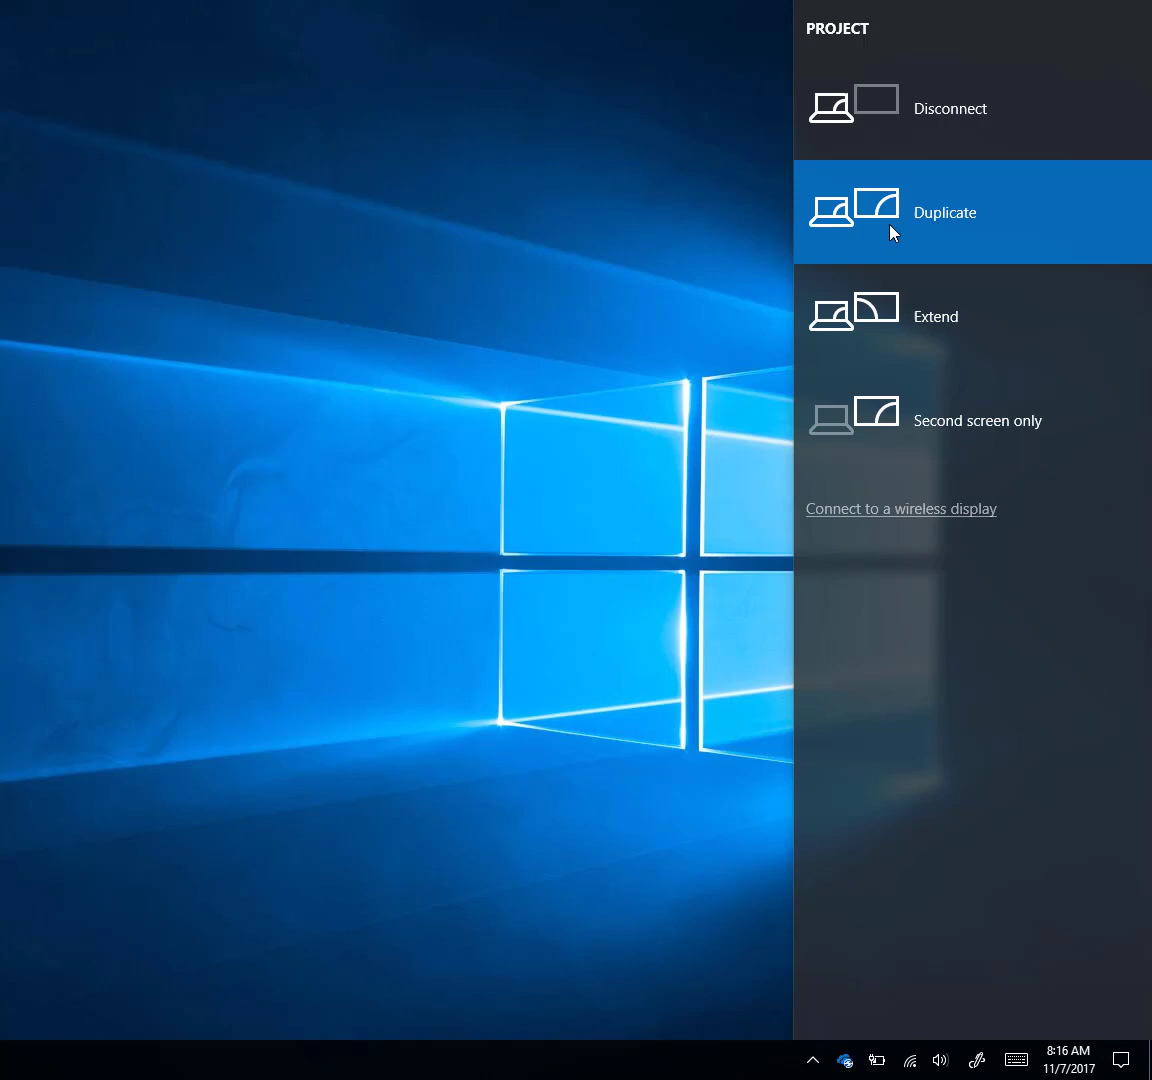 PROJECT
Disconnect
Duplicate
Extend
Second screen only
Connect to a wireless display
8:16 AM
11/7/2017